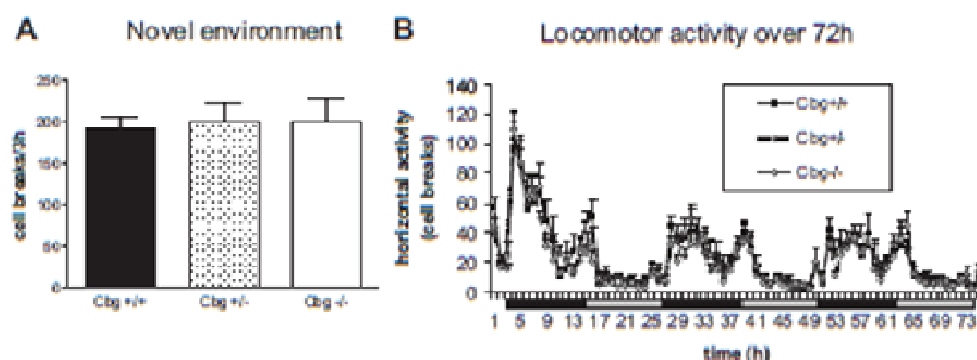 A Novel environment
250
200
150
100
50
0
cell breaks/3h
Cbg +/+ Cbg +/- Cbg -/-
B Locomotor activity over 72h
140
120
100
80
60
40
20
0
horizontal activity
(cell breaks)
Cbg+/+
Cbg+/-
Cbg-/-
1 5 9 13 17 21 25 29 33 37 41 45 49 53 57 61 65 69 73
time (h)